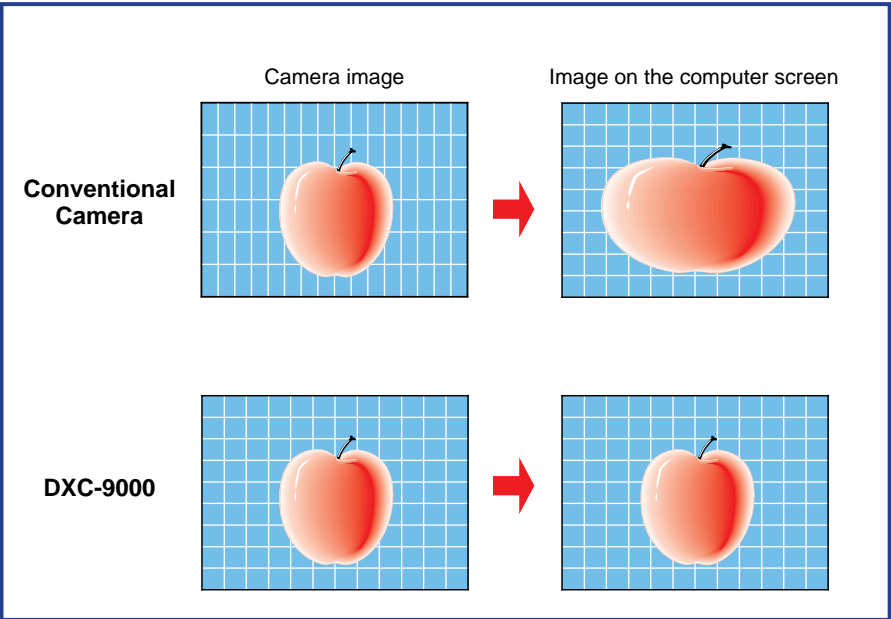 Camera image
Image on the computer screen
Conventional
Camera
DXC-9000